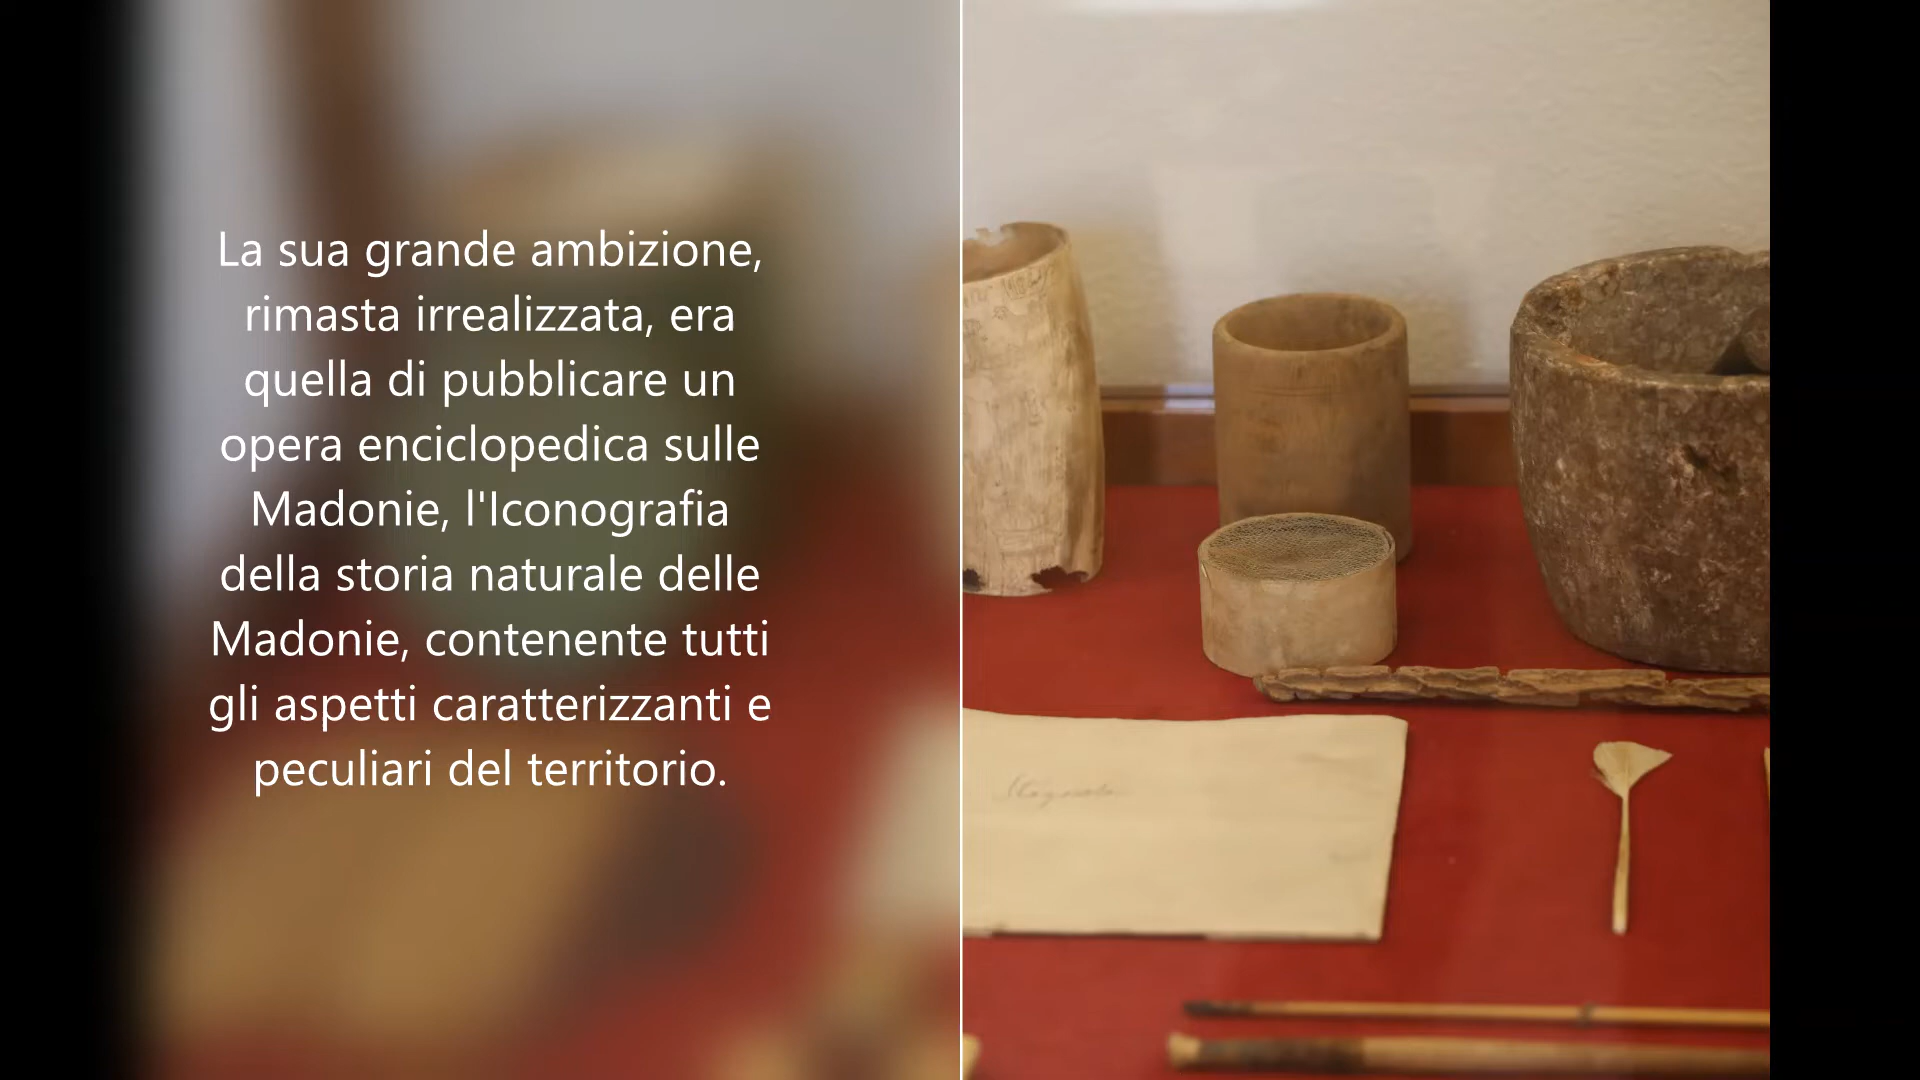 La sua grande ambizione,
rimasta irrealizzata, era
quella di pubblicare un
opera enciclopedica sulle
Madonie, l'Iconografia
della storia naturale delle
Madonie, contenente tutti
gli aspetti caratterizzanti e
peculiari del territorio.